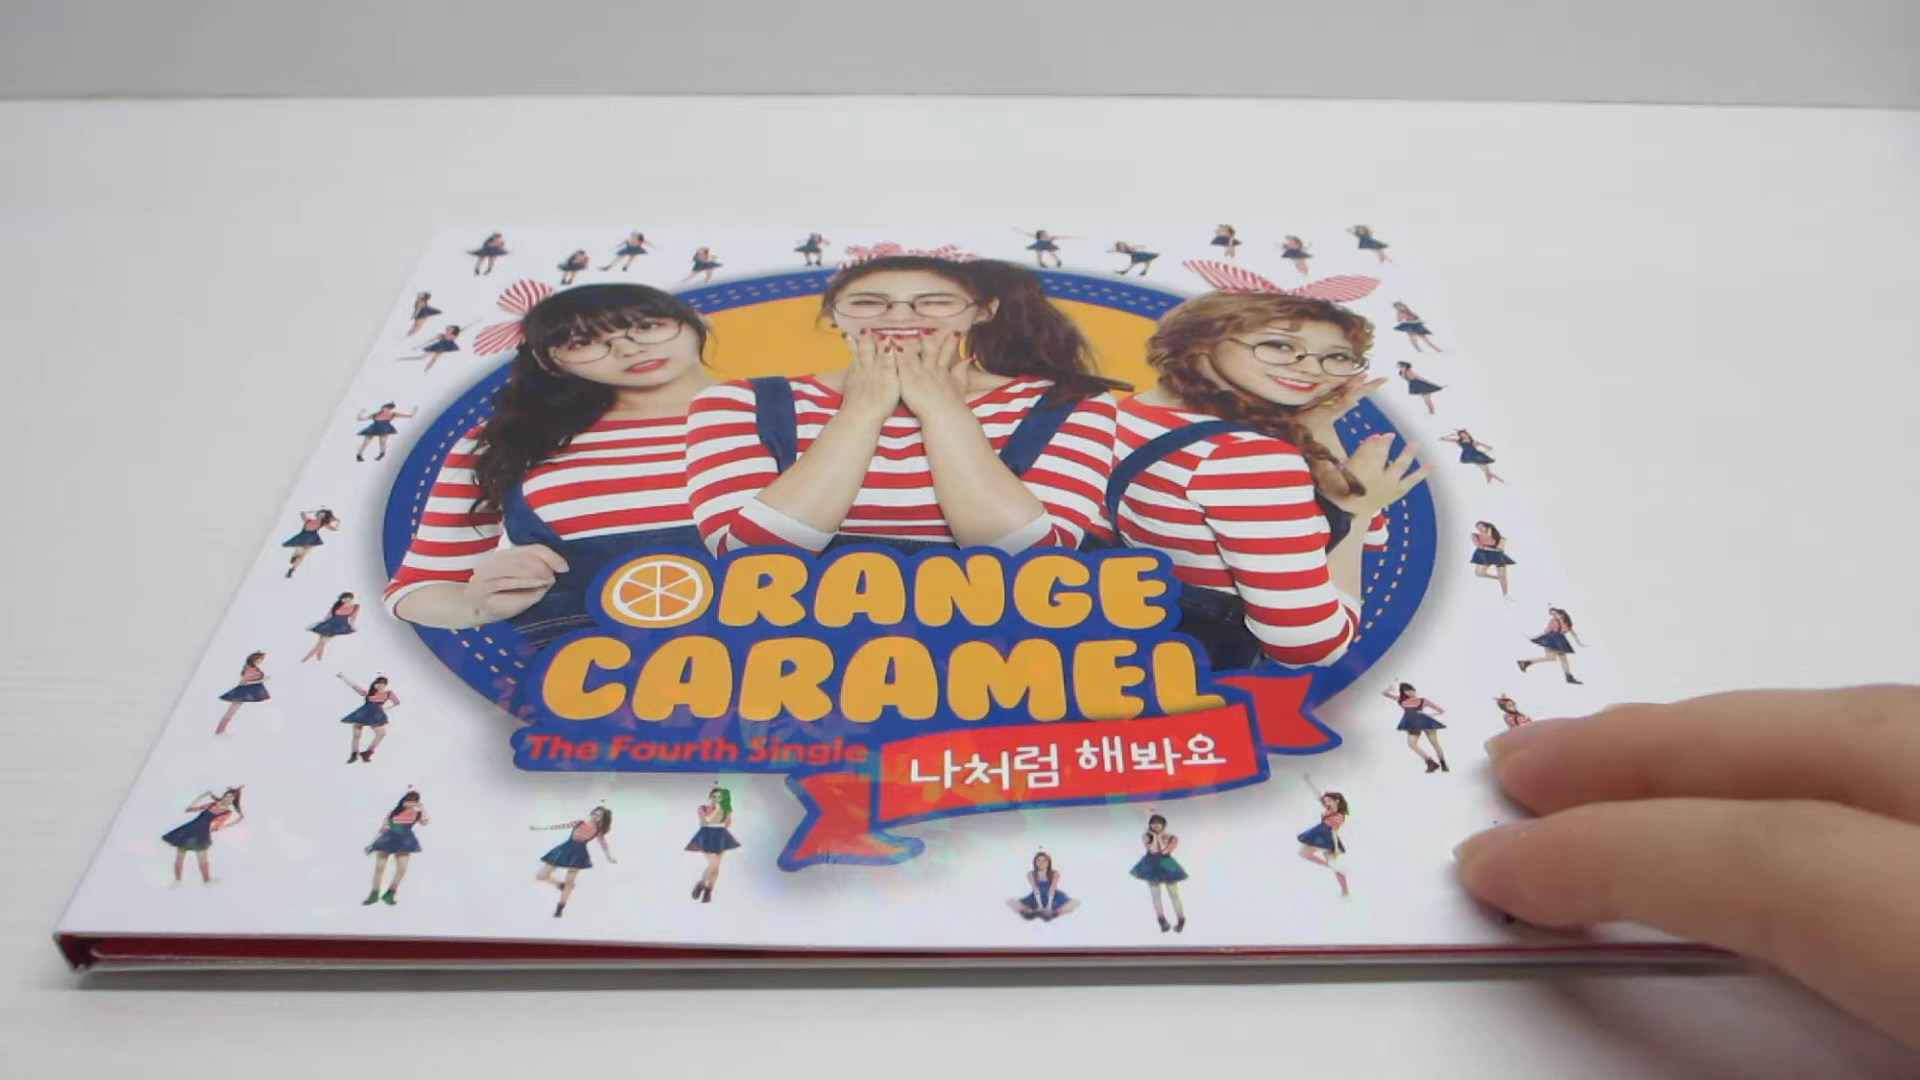 ORANGE
CARAMEL
The Fourth Single
나처럼 해봐요